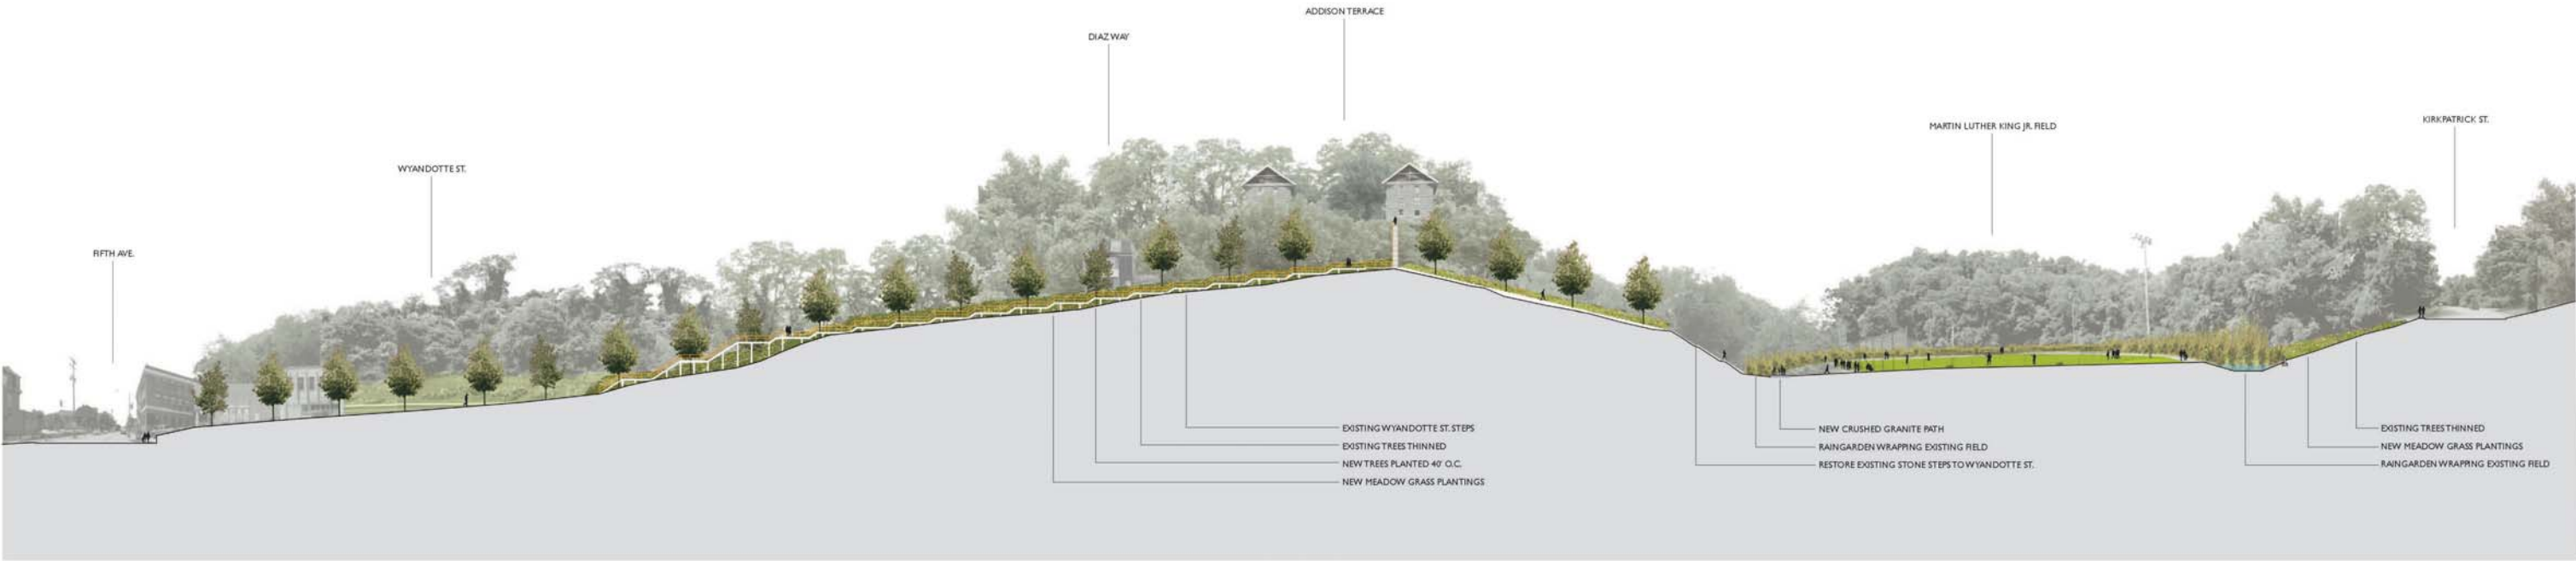 ADDISON TERRACE
DIAZ WAY
KIRKPATRICK ST.
MARTIN LUTHER KING JR. FIELD
WYANDOTTE ST.
FIFTH AVE.
EXISTING WYANDOTTE ST. STEPS
EXISTING TREES THINNED
NEW TREES PLANTED 40' O.C.
NEW MEADOW GRASS PLANTINGS
NEW CRUSHED GRANITE PATH
RAINGARDEN WRAPPING EXISTING FIELD
RESTORE EXISTING STONE STEPS TO WYANDOTTE ST.
EXISTING TREES THINNED
NEW MEADOW GRASS PLANTINGS
RAINGARDEN WRAPPING EXISTING FIELD